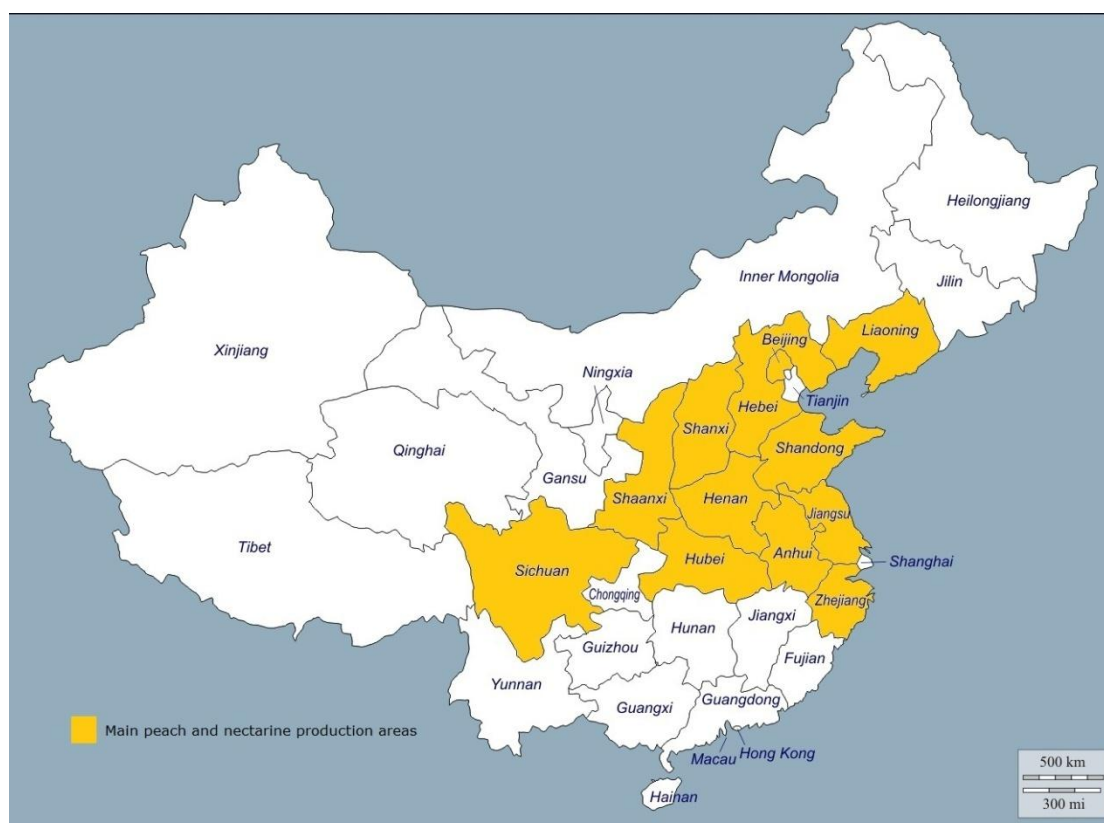 Heilongjiang
Jilin
Inner Mongolia
Liaoning
Beijing
Xinjiang
Ningxia
Tianjin
Hebei
Shanxi
Shandong
Qinghai
Gansu
Shaanxi
Henan
Jiangsu
Tibet
Anhui
Hubei
Shanghai
Sichuan
Chongqing
Zhejiang
Jiangxi
Hunan
Guizhou
Fujian
Yunnan
Guangdong
Guangxi
Main peach and nectarine production areas
Macau
Hong Kong
Hainan
500 km
300 mi